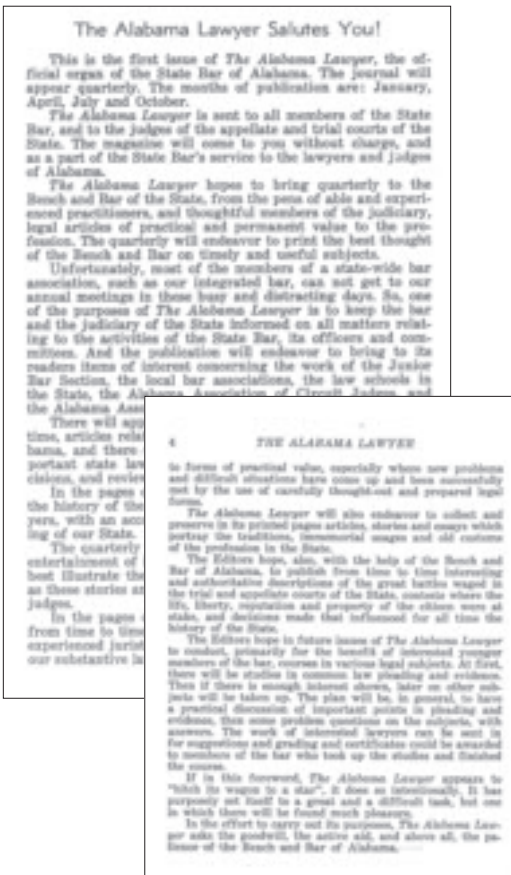 The Alabama Lawyer Salutes You!
This is the first issue of The Alabama Lawyer, the of-
ficial organ of the State Bar of Alabama. The journal will
appear quarterly. The months of publication are: January,
April, July and October.
The Alabama Lawyer is sent to all members of the State
Bar, and to the judges of the appellate and trial courts of the
State. The magazine will come to you without charge, and
as a part of the State Bar's service to the lawyers and judges
of Alabama.
The Alabama Lawyer hopes to bring quarterly to the
Bench and Bar of the State, from the pens of able and experi-
enced practitioners, and thoughtful members of the judiciary,
legal articles of practical and permanent value to the pro-
fession. The quarterly will endeavor to print the best thought
of the Bench and Bar on timely and useful subjects.
Unfortunately, most of the members of a state-wide bar
association, such as our integrated bar, can not get to our
annual meetings in these busy and distracting days. So, one
of the purposes of The Alabama Lawyer is to keep the bar
and the judiciary of the State informed on all matters relat-
ing to the activities of the State Bar, its officers and com-
mittees. And the publication will endeavor to bring to its
readers items of interest concerning the work of the Junior
Bar Section, the local bar associations, the law schools in
the State, the Alabama Association of Circuit Judges, and
the Alabama Asso
There will app
time, articles rela
bama, and there
portant state law
cisions, and review
In the pages
the history of the
yers, with an acc
ing of our State.
The quarterly
entertainment of
best illustrate the
as these stories ar
judges.
In the pages
from time to time
experienced jurist
our substantive la
4 THE ALABAMA LAWYER
to forms of practical value, especially where new problems
and difficult situations have come up and been successfully
met by the use of carefully thought-out and prepared legal
forms.
The Alabama Lawyer will also endeavor to collect and
preserve in its printed pages articles, stories and essays which
portray the traditions, immemorial usages and old customs
of the profession in the State.
The Editors hope, also, with the help of the Bench and
Bar of Alabama, to publish from time to time interesting
and authoritative descriptions of the great battles waged in
the trial and appellate courts of the State, contests where the
life, liberty, reputation and property of the citizen were at
stake, and decisions made that influenced for all time the
history of the State.
The Editors hope in future issues of The Alabama Lawyer
to conduct, primarily for the benefit of interested younger
members of the bar, courses in various legal subjects. At first,
there will be studies in common law pleading and evidence.
Then if there is enough interest shown, later on other sub-
jects will be taken up. The plan will be, in general, to have
a practical discussion of important points in pleading and
evidence, then some problem questions on the subjects, with
answers. The work of interested lawyers can be sent in
for suggestions and grading and certificates could be awarded
to members of the bar who took up the studies and finished
the course.
If in this foreword, The Alabama Lawyer appears to
"hitch its wagon to a star", it does so intentionally. It has
purposely set itself to a great and a difficult task, but one
in which there will be found much pleasure.
In the effort to carry out its purposes, The Alabama Law-
yer asks the goodwill, the active aid, and above all, the pa-
tience of the Bench and Bar of Alabama.